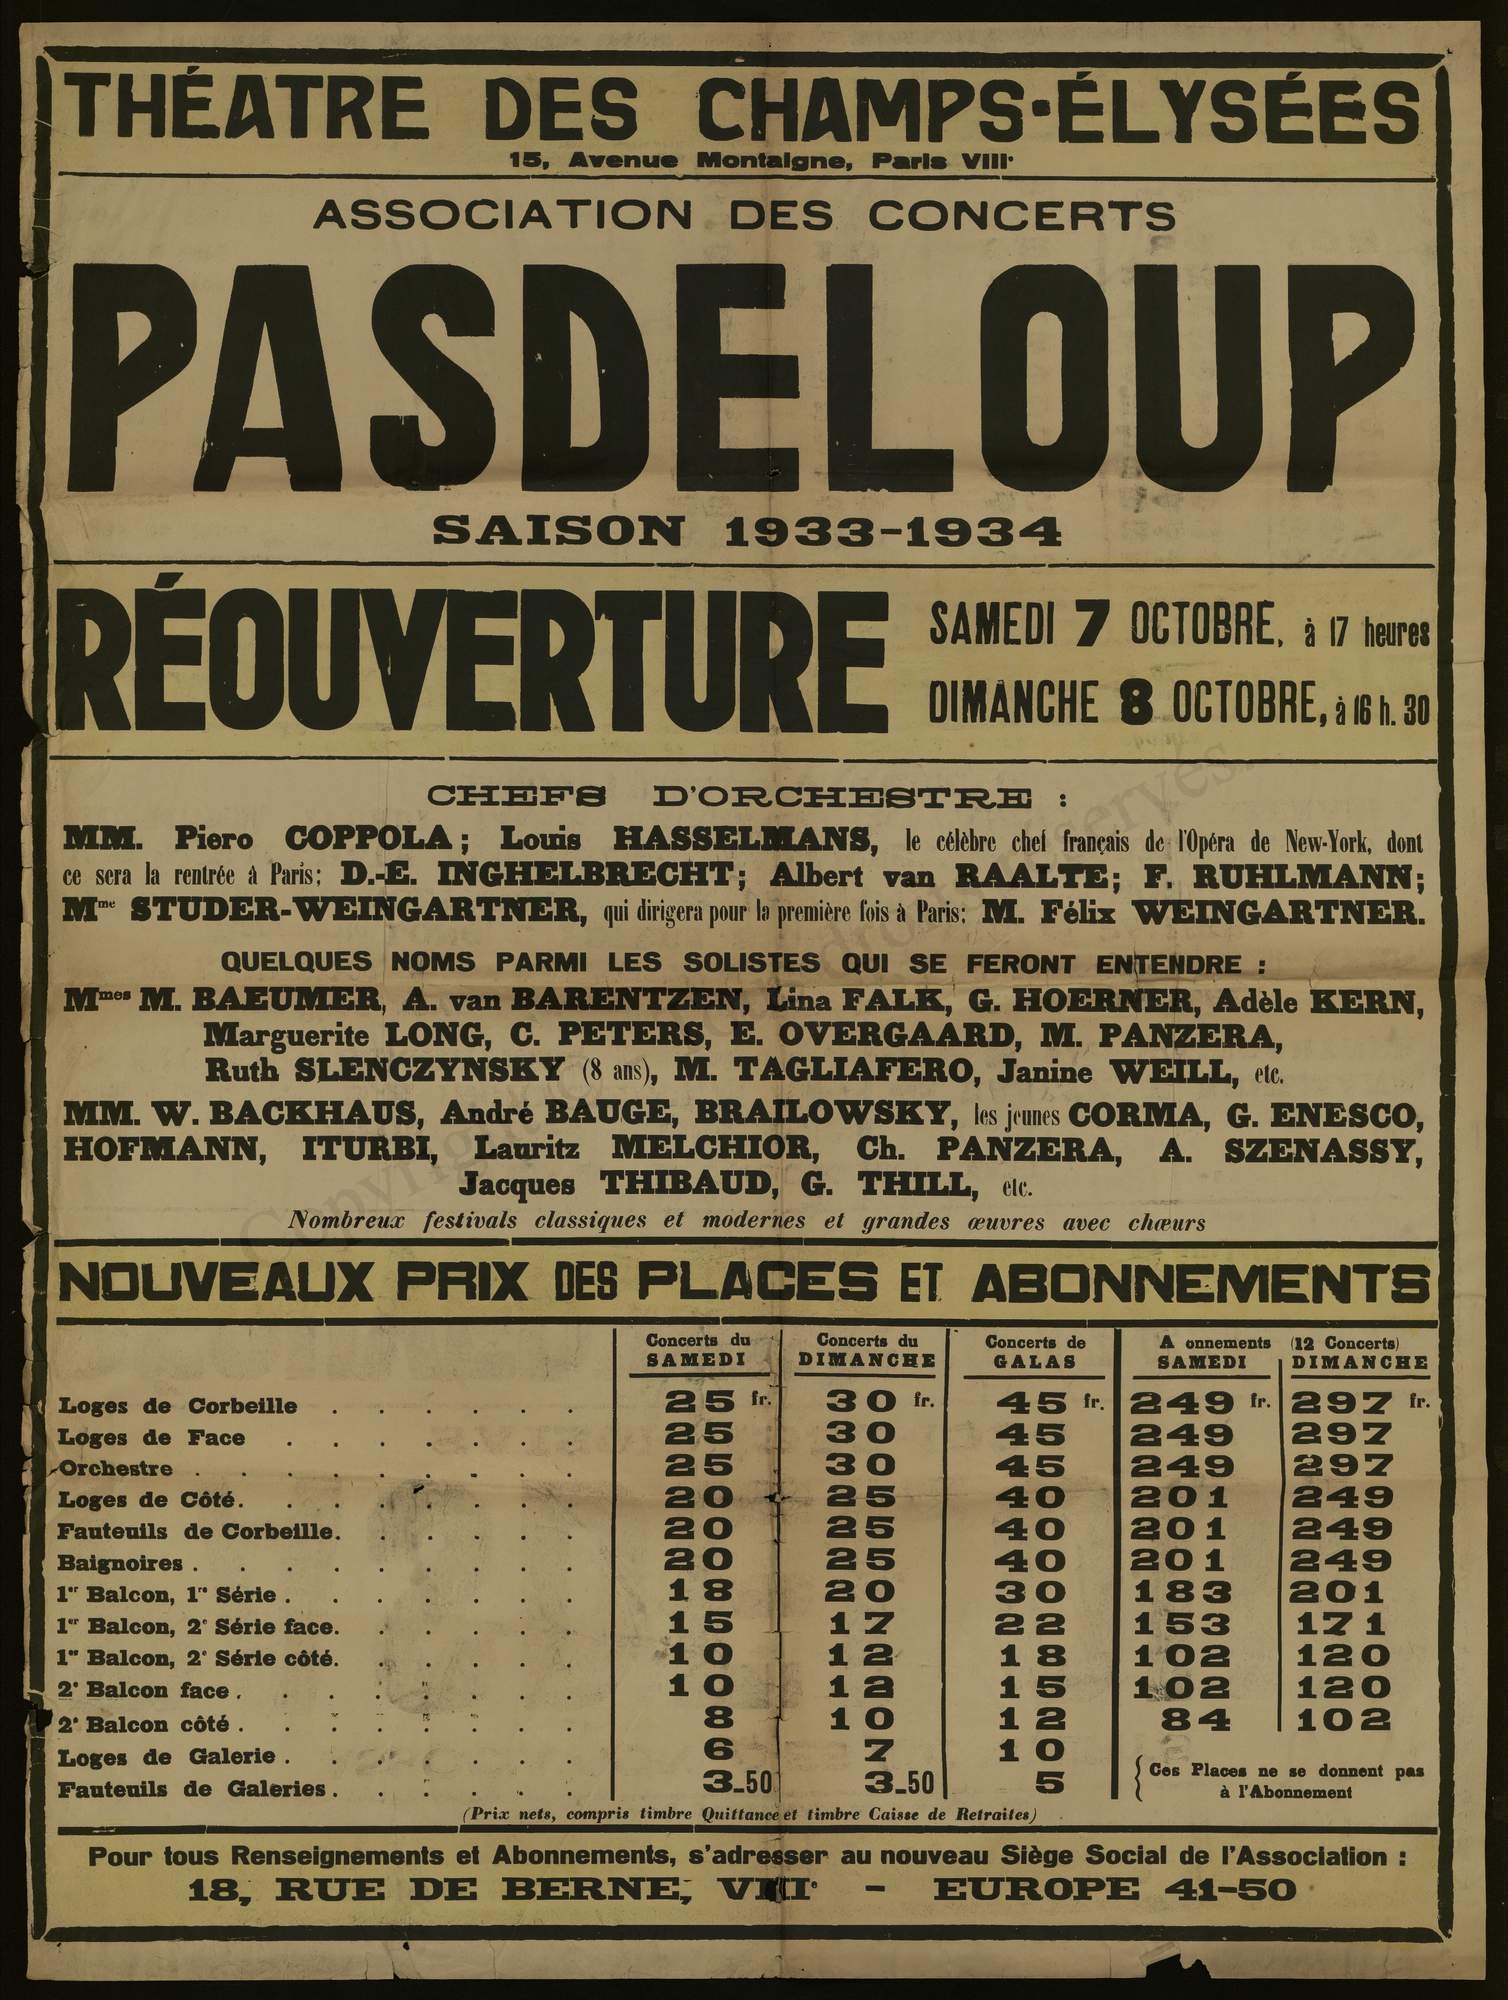 THÉATRE DES CHAMPS-ÉLYSÉES
15, Avenue Montaigne, Paris VIIIe
ASSOCIATION DES CONCERTS
PASDELOUP
SAISON 1933-1934
RÉOUVERTURE
SAMEDI 7 OCTOBRE, à 17 heures
DIMANCHE 8 OCTOBRE, à 16 h. 30
CHEFS D'ORCHESTRE :
MM. Piero COPPOLA ; Louis HASSELMANS, le célèbre chef français de l'Opéra de New-York, dont
ce sera la rentrée à Paris ; D.-E. INGHELBRECHT ; Albert van RAALTE ; F. RUHLMANN ;
Mme STUDER-WEINGARTNER, qui dirigera pour la première fois à Paris ; M. Félix WEINGARTNER.
QUELQUES NOMS PARMI LES SOLISTES QUI SE FERONT ENTENDRE :
Mmes M. BAEUMER, A. van BARENTZEN, Lina FALK, G. HOERNER, Adèle KERN,
Marguerite LONG, C. PETERS, E. OVERGAARD, M. PANZERA,
Ruth SLENCZYNSKY (8 ans), M. TAGLIAFERO, Janine WEILL, etc.
MM. W. BACKHAUS, André BAUGE, BRAILOWSKY, les jeunes CORMA, G. ENESCO,
HOFMANN, ITURBI, Lauritz MELCHIOR, Ch. PANZERA, A. SZENASSY,
Jacques THIBAUD, G. THILL, etc.
Nombreux festivals classiques et modernes et grandes œuvres avec chœurs
NOUVEAUX PRIX DES PLACES ET ABONNEMENTS
Concerts du SAMEDI Concerts du DIMANCHE Concerts de GALAS A onnements (12 Concerts) SAMEDI DIMANCHE
Loges de Corbeille . . . . . . 25 fr. 30 fr. 45 fr. 249 fr. 297 fr.
Loges de Face . . . . . . . 25 30 45 249 297
Orchestre . . . . . . . . . 25 30 45 249 297
Loges de Côté. . . . . . . . 20 25 40 201 249
Fauteuils de Corbeille. . . . . . 20 25 40 201 249
Baignoires . . . . . . . . . 20 25 40 201 249
1er Balcon, 1re Série . . . . . . . 18 20 30 183 201
1er Balcon, 2e Série face. . . . . . 15 17 22 153 171
1er Balcon, 2e Série côté. . . . . . 10 12 18 102 120
2e Balcon face . . . . . . . . 10 12 15 102 120
2e Balcon côté . . . . . . . . 8 10 12 84 102
Loges de Galerie . . . . . . . 6 7 10
Fauteuils de Galeries . . . . . . 3-50 3-50 5
{ Ces Places ne se donnent pas
à l'Abonnement
(Prix nets, compris timbre Quittance et timbre Caisse de Retraites)
Pour tous Renseignements et Abonnements, s'adresser au nouveau Siège Social de l'Association :
18, RUE DE BERNE, VIIIe - EUROPE 41-50